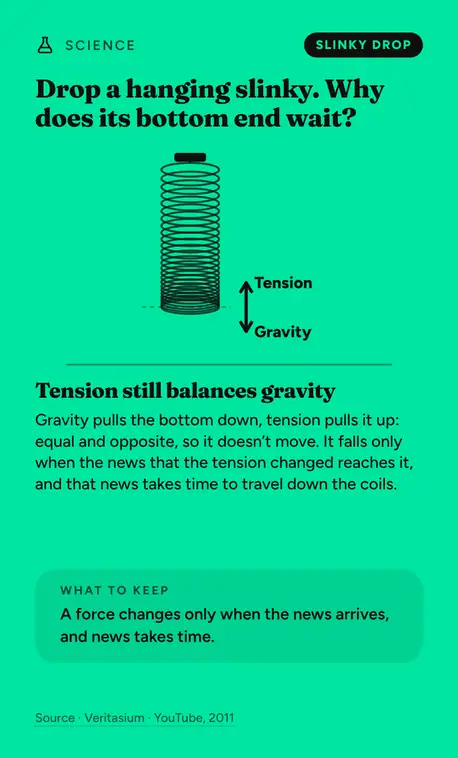 SCIENCE
SLINKY DROP
Drop a hanging slinky. Why
does its bottom end wait?
Tension
Gravity
Tension still balances gravity
Gravity pulls the bottom down, tension pulls it up:
equal and opposite, so it doesn’t move. It falls only
when the news that the tension changed reaches it,
and that news takes time to travel down the coils.
WHAT TO KEEP
A force changes only when the news arrives,
and news takes time.
Source · Veritasium · YouTube, 2011